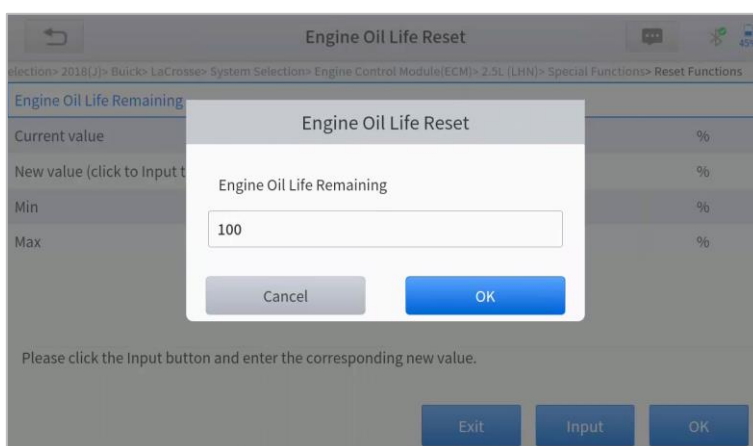 Engine Oil Life Reset
45%
election> 2018(J)> Buick> LaCrosse> System Selection> Engine Control Module(ECM)> 2.5L (LHN)> Special Functions> Reset Functions
Engine Oil Life Remaining
Current value %
New value (click to Input t %
Min %
Max %
Engine Oil Life Reset
Engine Oil Life Remaining
100
Cancel OK
Please click the Input button and enter the corresponding new value.
Exit Input OK